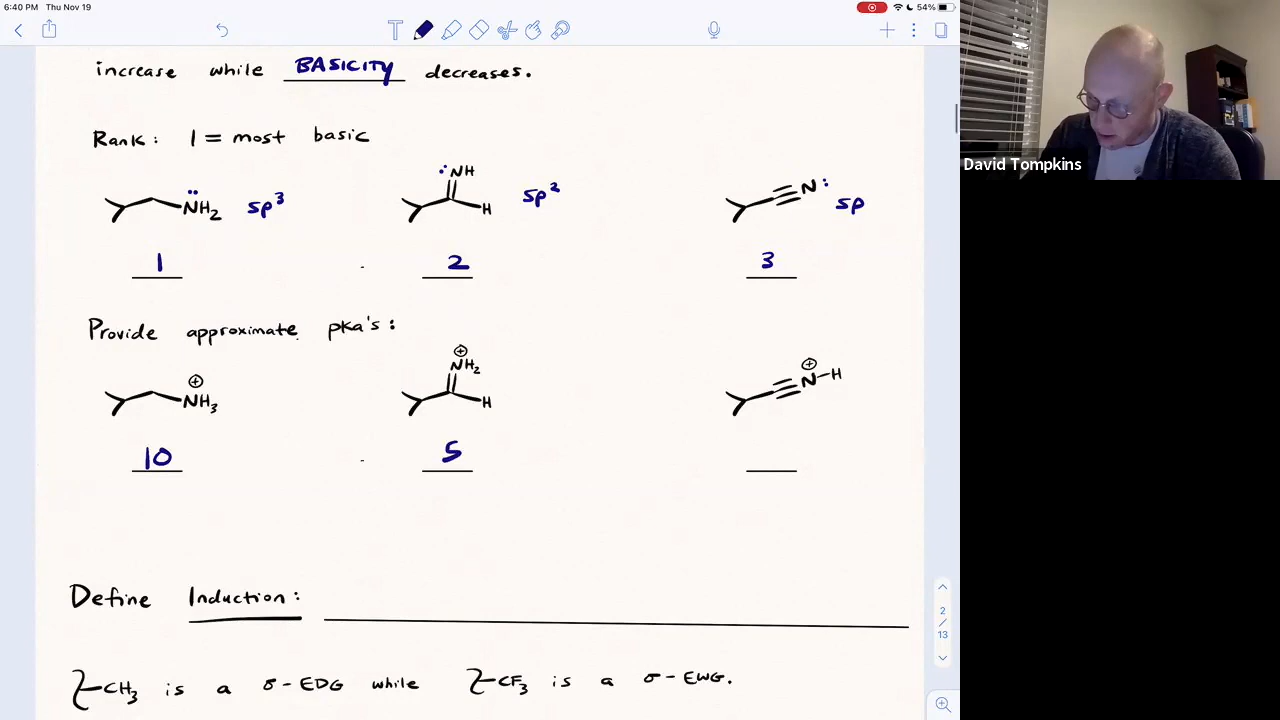 6:40 PM Thu Nov 19
54%
increase while BASICITY decreases.
Rank: 1 = most basic
NH
NH2 sp3
H
sp2
N
sp
1
2
3
Provide approximate pka's:
NH3
NH2
H
N-H
10
5
Define Induction:
CH3 is a σ-EDG while CF3 is a σ-EWG.
2
/
13
David Tompkins